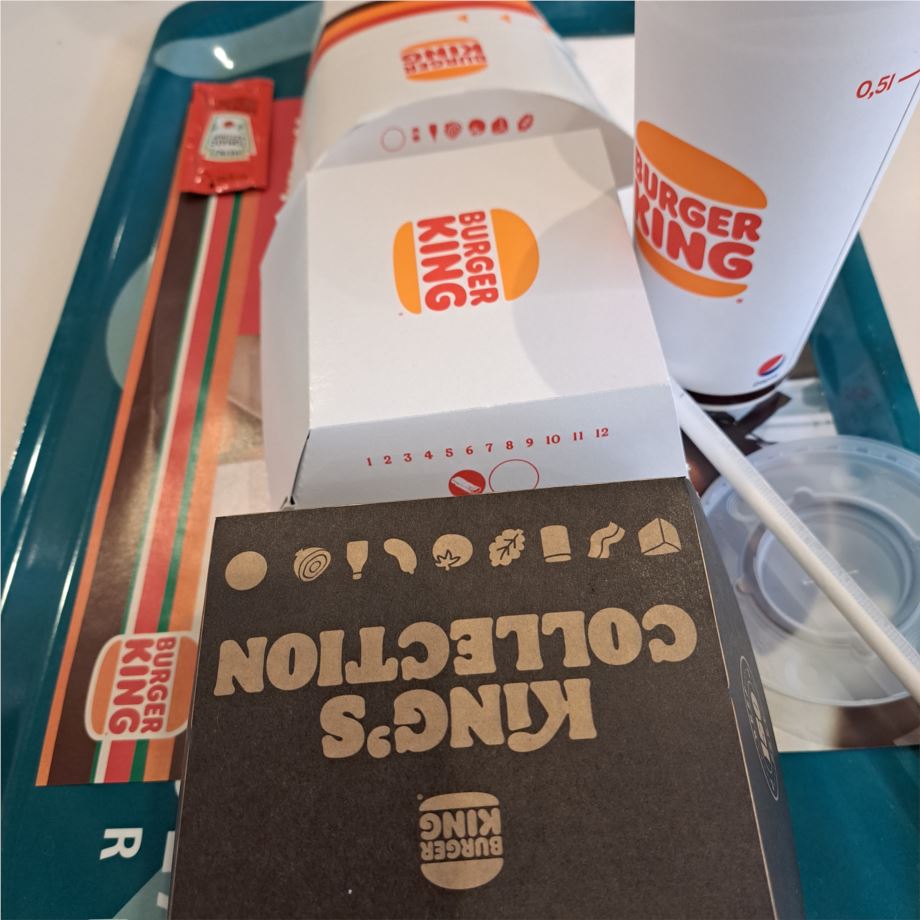 BURGER
KING
BURGER
KING
0,5l
BURGER
KING
1 2 3 4 5 6 7 8 9 10 11 12
KING'S
COLLECTION
BURGER
KING
BURGER
KING
R